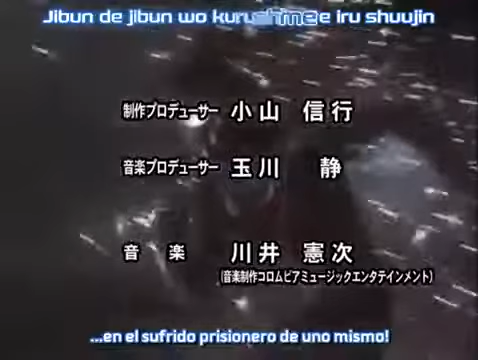 Jibun de jibun wo kurushimete iru shuujin
制作プロデューサー 小山 信行
音楽プロデューサー 玉川 静
音楽 川井 憲次
(音楽制作コロムビアミュージックエンタテインメント)
...en el sufrido prisionero de uno mismo!